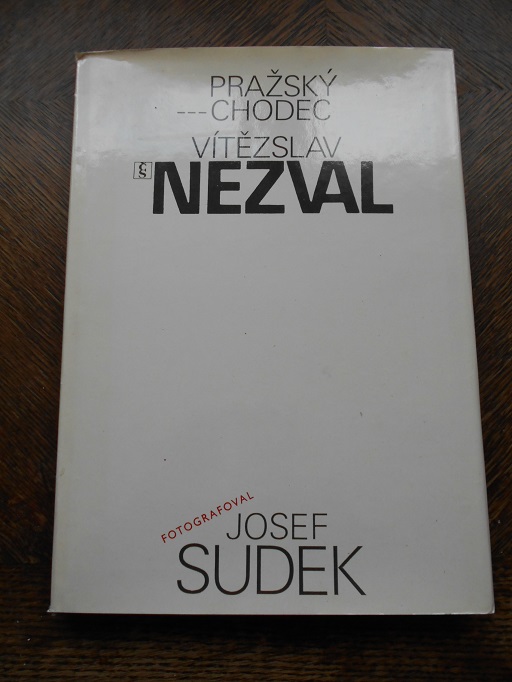 PRAŽSKÝ
---CHODEC
VÍTĚZSLAV
čs NEZVAL
FOTOGRAFOVAL
JOSEF
SUDEK